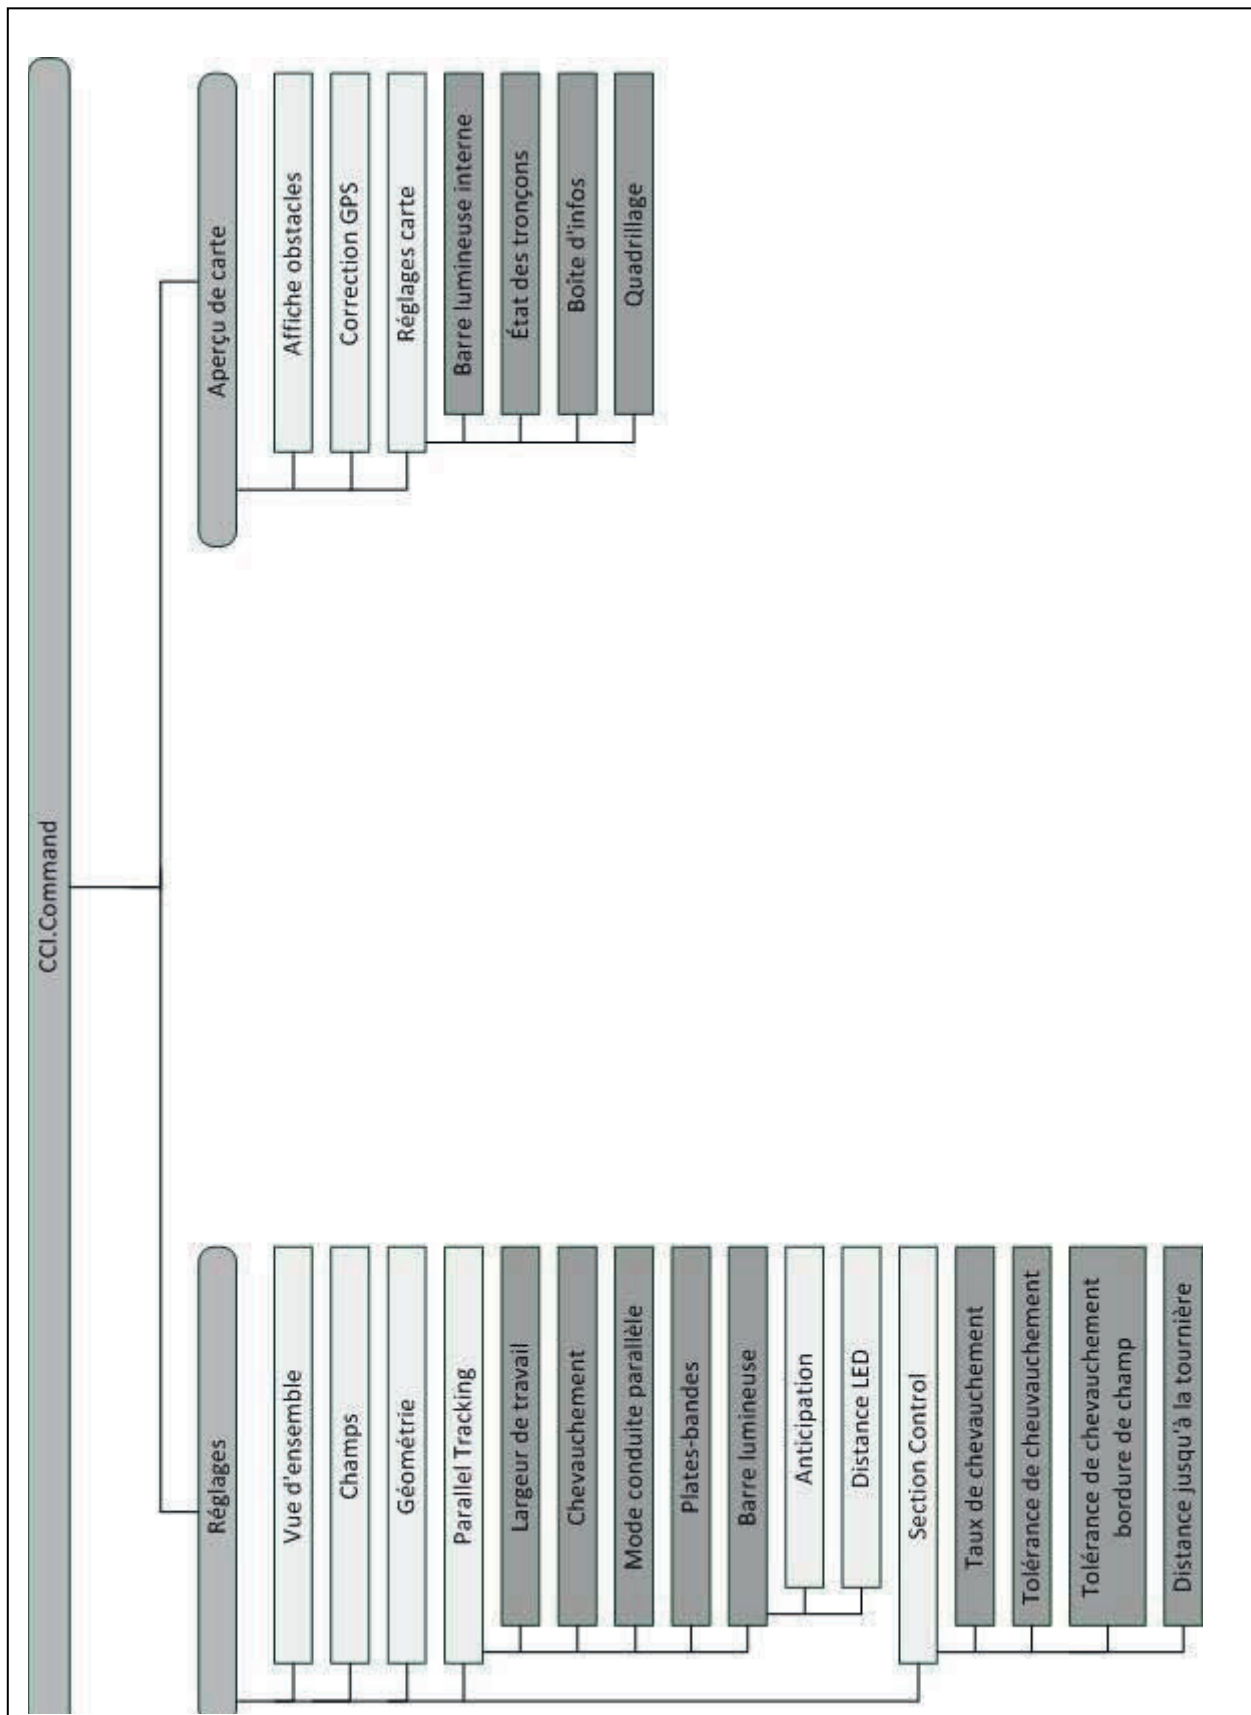 CCI.Command
Réglages
Vue d'ensemble
Champs
Géométrie
Parallel Tracking
Largeur de travail
Chevauchement
Mode conduite parallèle
Plates-bandes
Barre lumineuse
Anticipation
Distance LED
Section Control
Taux de chevauchement
Tolérance de cheuvauchement
Tolérance de chevauchement
bordure de champ
Distance jusqu'à la tournière
Aperçu de carte
Affiche obstacles
Correction GPS
Réglages carte
Barre lumineuse interne
État des tronçons
Boîte d'infos
Quadrillage